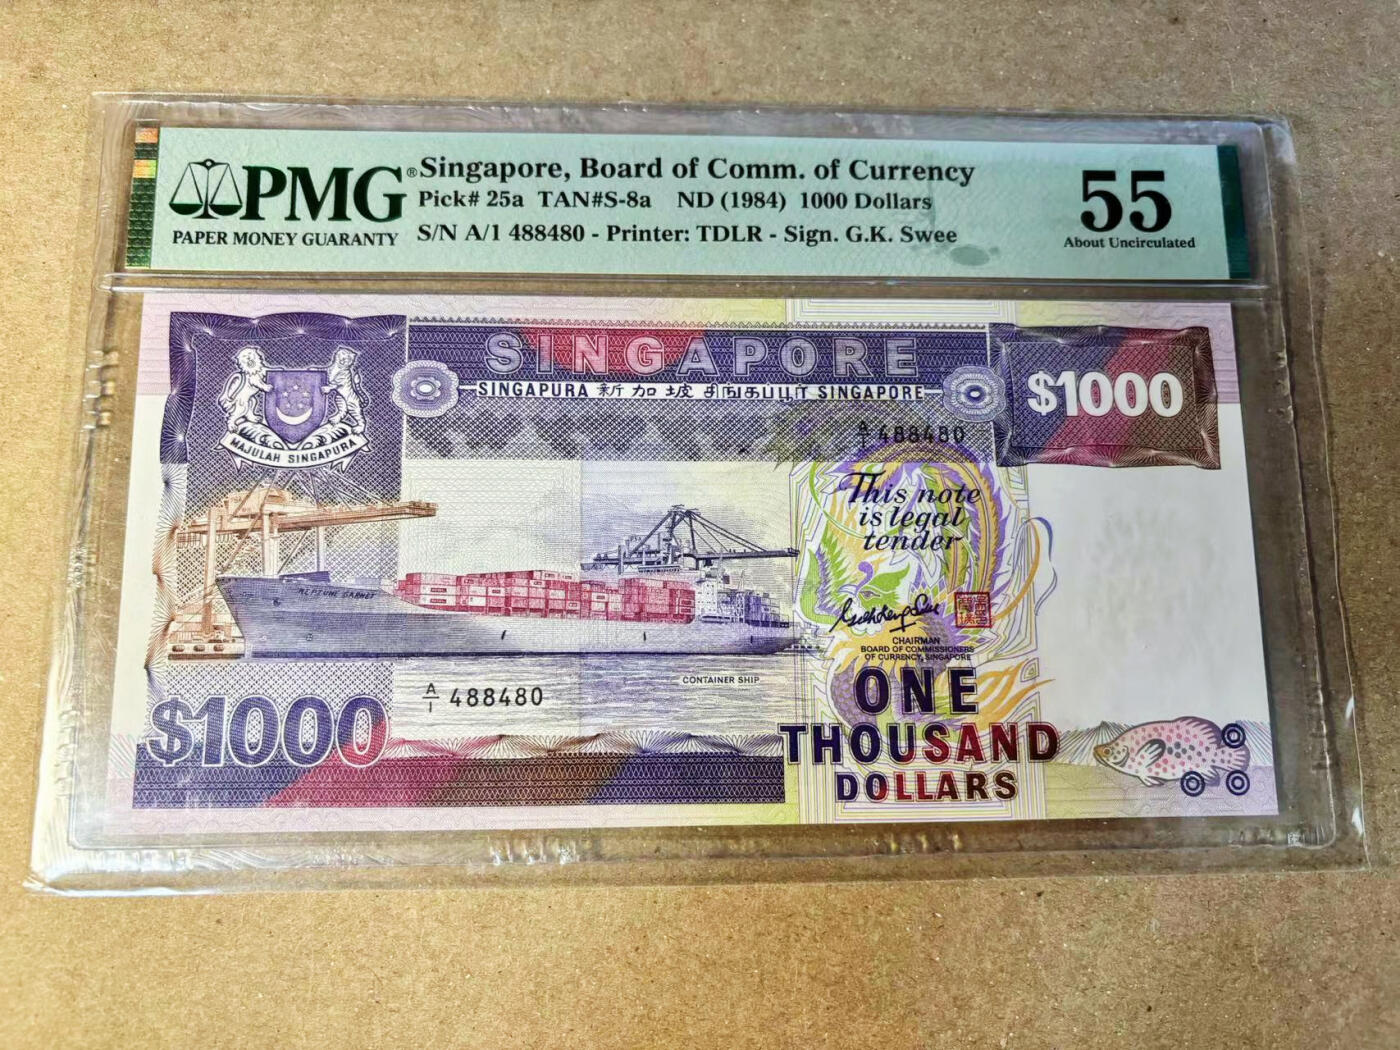 PMG®
PAPER MONEY GUARANTY
Singapore, Board of Comm. of Currency
Pick# 25a TAN#S-8a ND (1984) 1000 Dollars
S/N A/1 488480 - Printer: TDLR - Sign. G.K. Swee
55
About Uncirculated
SINGAPORE
SINGAPURA 新加坡 சிங்கப்பூர் SINGAPORE
$1000
MAJULAH SINGAPURA
A/1 488480
This note
is legal
tender
NEPTUNE GARNET
CHAIRMAN
BOARD OF COMMISSIONERS
OF CURRENCY, SINGAPORE
CONTAINER SHIP
A/1 488480
$1000
ONE
THOUSAND
DOLLARS